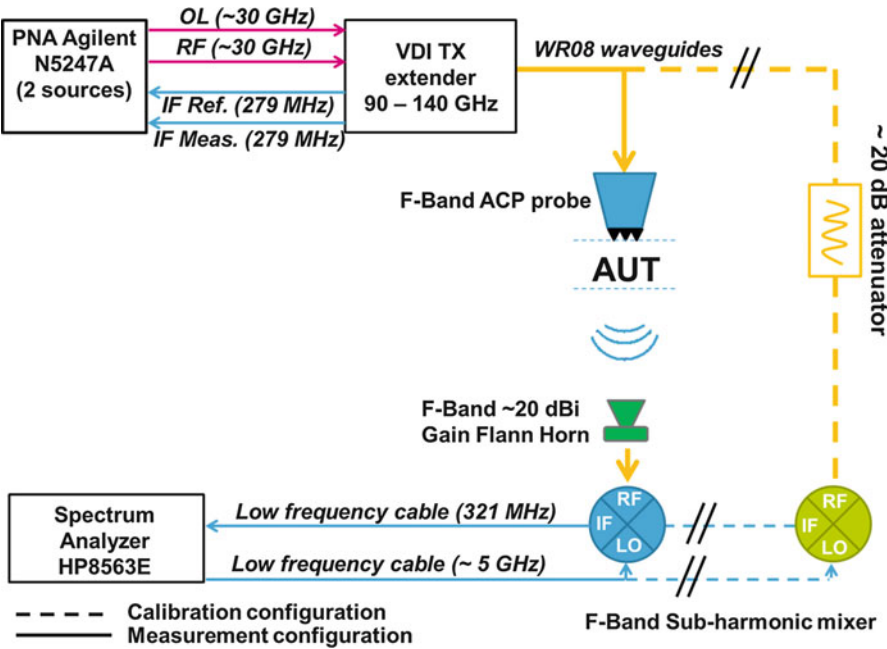 PNA Agilent
N5247A
(2 sources)
OL (~30 GHz)
RF (~30 GHz)
IF Ref. (279 MHz)
IF Meas. (279 MHz)
VDI TX
extender
90 – 140 GHz
WR08 waveguides
~ 20 dB attenuator
F-Band ACP probe
AUT
F-Band ~20 dBi
Gain Flann Horn
Spectrum
Analyzer
HP8563E
Low frequency cable (321 MHz)
Low frequency cable (~ 5 GHz)
RF
IF
LO
RF
IF
LO
Calibration configuration
Measurement configuration
F-Band Sub-harmonic mixer